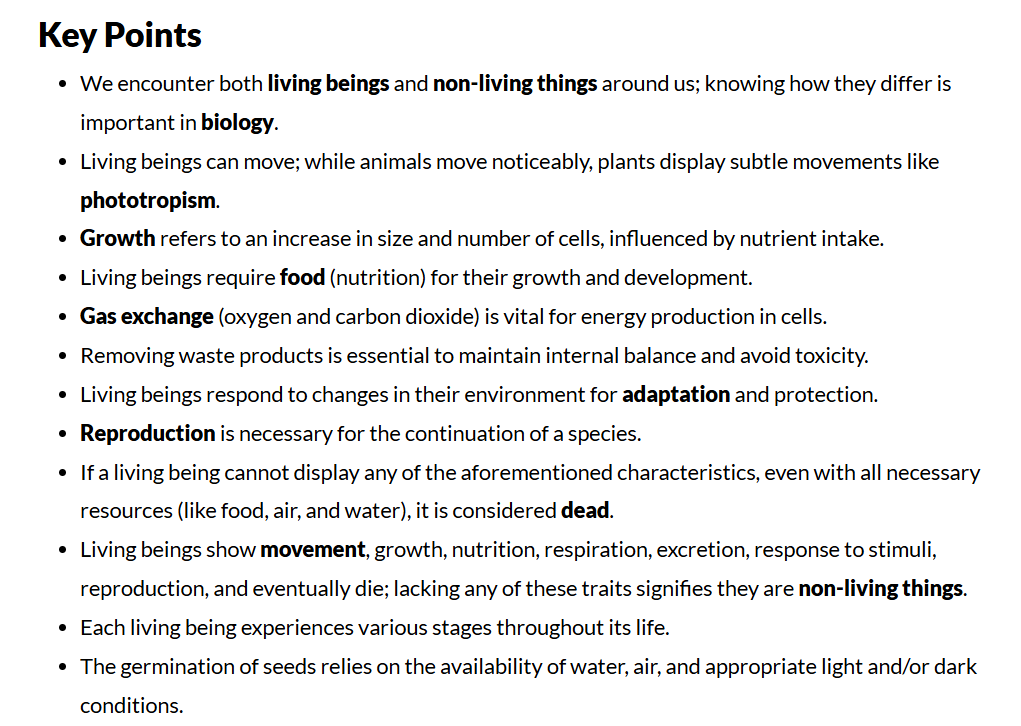 Key Points
• We encounter both living beings and non-living things around us; knowing how they differ is
important in biology.
• Living beings can move; while animals move noticeably, plants display subtle movements like
phototropism.
• Growth refers to an increase in size and number of cells, influenced by nutrient intake.
• Living beings require food (nutrition) for their growth and development.
• Gas exchange (oxygen and carbon dioxide) is vital for energy production in cells.
• Removing waste products is essential to maintain internal balance and avoid toxicity.
• Living beings respond to changes in their environment for adaptation and protection.
• Reproduction is necessary for the continuation of a species.
• If a living being cannot display any of the aforementioned characteristics, even with all necessary
resources (like food, air, and water), it is considered dead.
• Living beings show movement, growth, nutrition, respiration, excretion, response to stimuli,
reproduction, and eventually die; lacking any of these traits signifies they are non-living things.
• Each living being experiences various stages throughout its life.
• The germination of seeds relies on the availability of water, air, and appropriate light and/or dark
conditions.